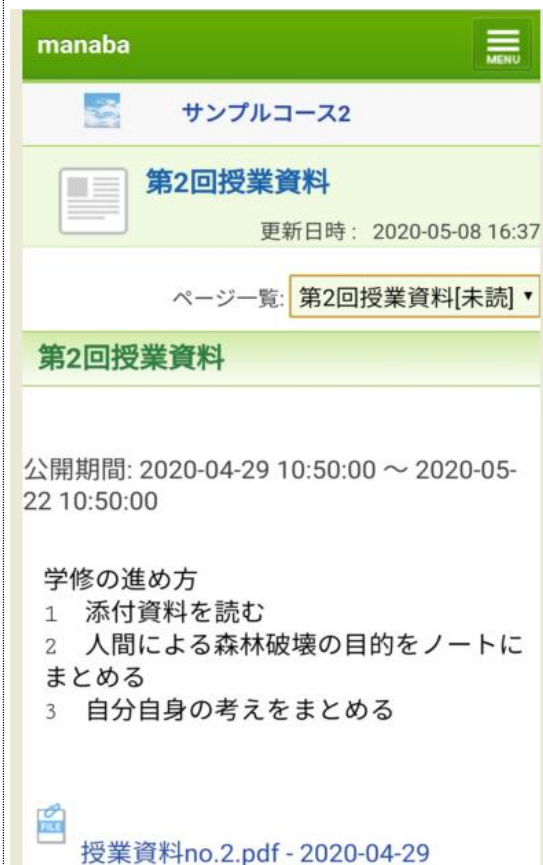 manaba
MENU
サンプルコース2
第2回授業資料
更新日時 : 2020-05-08 16:37
ページ一覧: 第2回授業資料[未読]
第2回授業資料
公開期間: 2020-04-29 10:50:00 ~ 2020-05-
22 10:50:00
学修の進め方
1 添付資料を読む
2 人間による森林破壊の目的をノートに
まとめる
3 自分自身の考えをまとめる
FILE
授業資料no.2.pdf - 2020-04-29